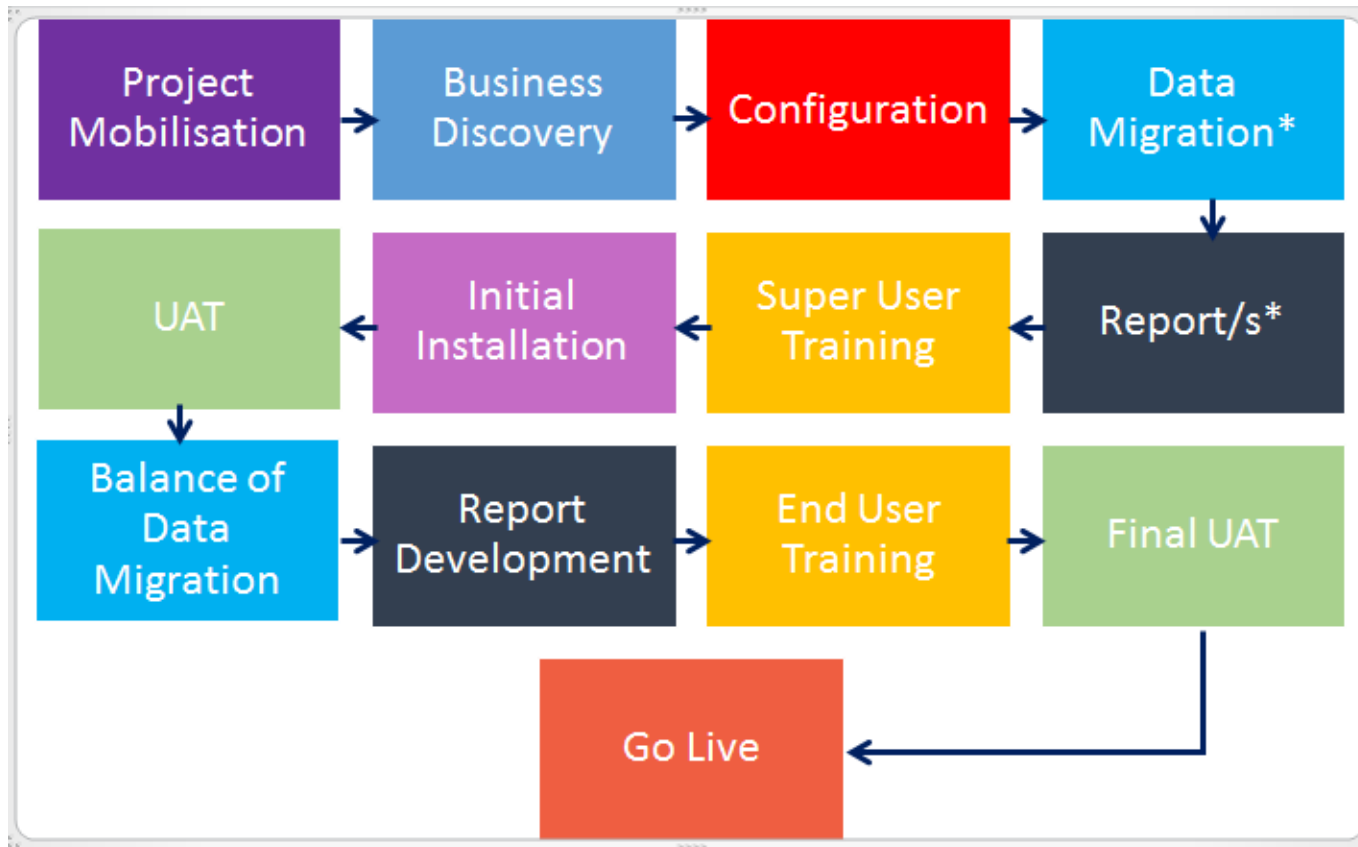 Project
Mobilisation
Business
Discovery
Configuration
Data
Migration*
Report/s*
Super User
Training
Initial
Installation
UAT
Balance of
Data
Migration
Report
Development
End User
Training
Final UAT
Go Live